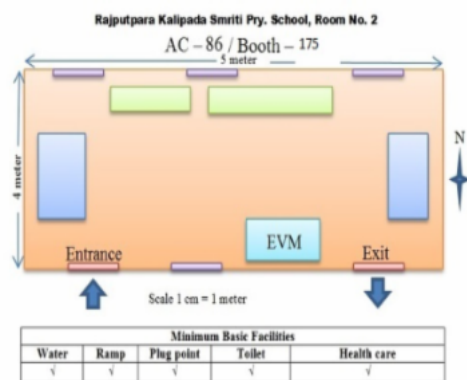 Rajputpara Kalipada Smriti Pry. School, Room No. 2
AC – 86 / Booth – 175
5 meter
4 meter
N
EVM
Entrance
Exit
Scale 1 cm = 1 meter
Minimum Basic Facilities
Water Ramp Plug point Toilet Health care
√ √ √ √ √